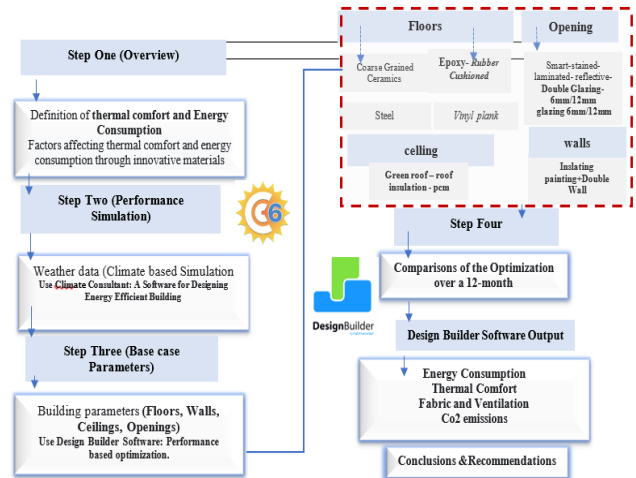 Step One (Overview)
Definition of thermal comfort and Energy
Consumption
Factors affecting thermal comfort and energy
consumption through innovative materials
Step Two (Performance
Simulation)
6
Weather data (Climate based Simulation
Use Climate Consultant: A Software for Designing
Energy Efficient Building
Step Three (Base case
Parameters)
Building parameters (Floors, Walls,
Ceilings, Openings)
Use Design Builder Software: Performance
based optimization.
Floors
Coarse Grained
Ceramics
Epoxy- Rubber
Cushioned
Steel
Vinyl plank
Opening
Smart-stained-
laminated- reflective-
Double Glazing-
6mm/12mm
glazing 6mm/12mm
celling
Green roof – roof
insulation - pcm
walls
Inslating
painting+Double
Wall
Step Four
Comparisons of the Optimization
over a 12-month
DesignBuilder
Design Builder Software Output
Energy Consumption
Thermal Comfort
Fabric and Ventilation
Co2 emissions
Conclusions &Recommendations